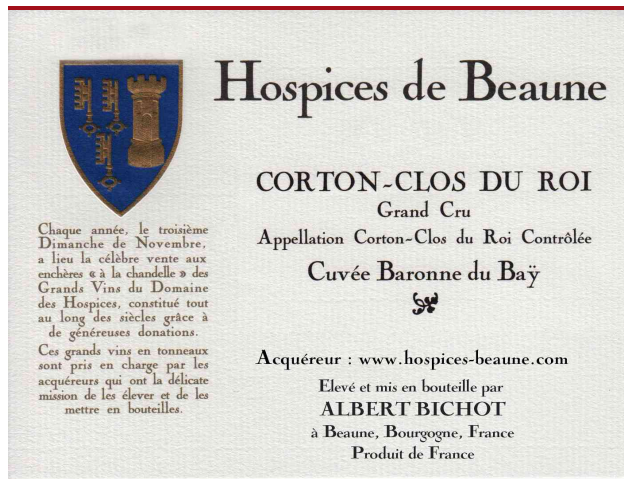 Hospices de Beaune
CORTON-CLOS DU ROI
Grand Cru
Appellation Corton-Clos du Roi Contrôlée
Cuvée Baronne du Baÿ
Chaque année, le troisième
Dimanche de Novembre,
a lieu la célèbre vente aux
enchères « à la chandelle » des
Grands Vins du Domaine
des Hospices, constitué tout
au long des siècles grâce à
de généreuses donations.
Ces grands vins en tonneaux
sont pris en charge par les
acquéreurs qui ont la délicate
mission de les élever et de les
mettre en bouteilles.
Acquéreur : www.hospices-beaune.com
Elevé et mis en bouteille par
ALBERT BICHOT
à Beaune, Bourgogne, France
Produit de France